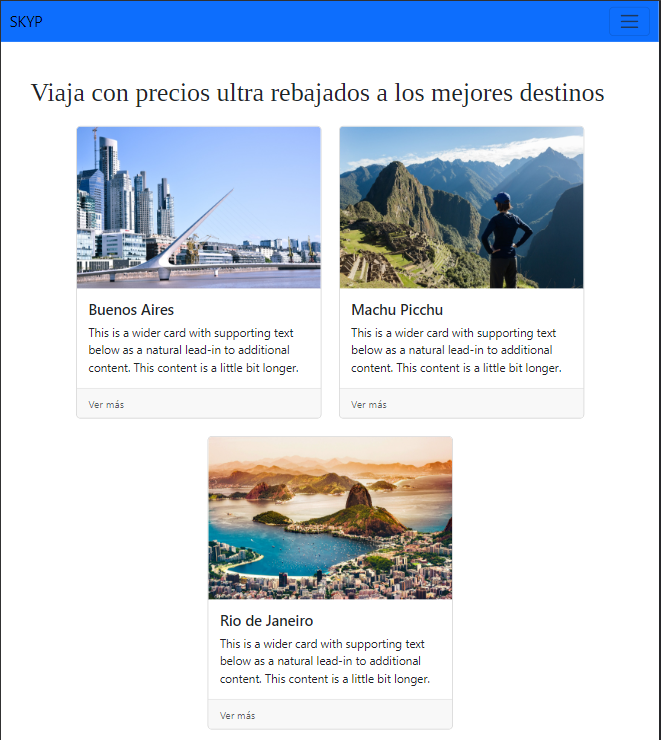 SKYP
Viaja con precios ultra rebajados a los mejores destinos
Buenos Aires
This is a wider card with supporting text
below as a natural lead-in to additional
content. This content is a little bit longer.
Ver más
Machu Picchu
This is a wider card with supporting text
below as a natural lead-in to additional
content. This content is a little bit longer.
Ver más
Rio de Janeiro
This is a wider card with supporting text
below as a natural lead-in to additional
content. This content is a little bit longer.
Ver más